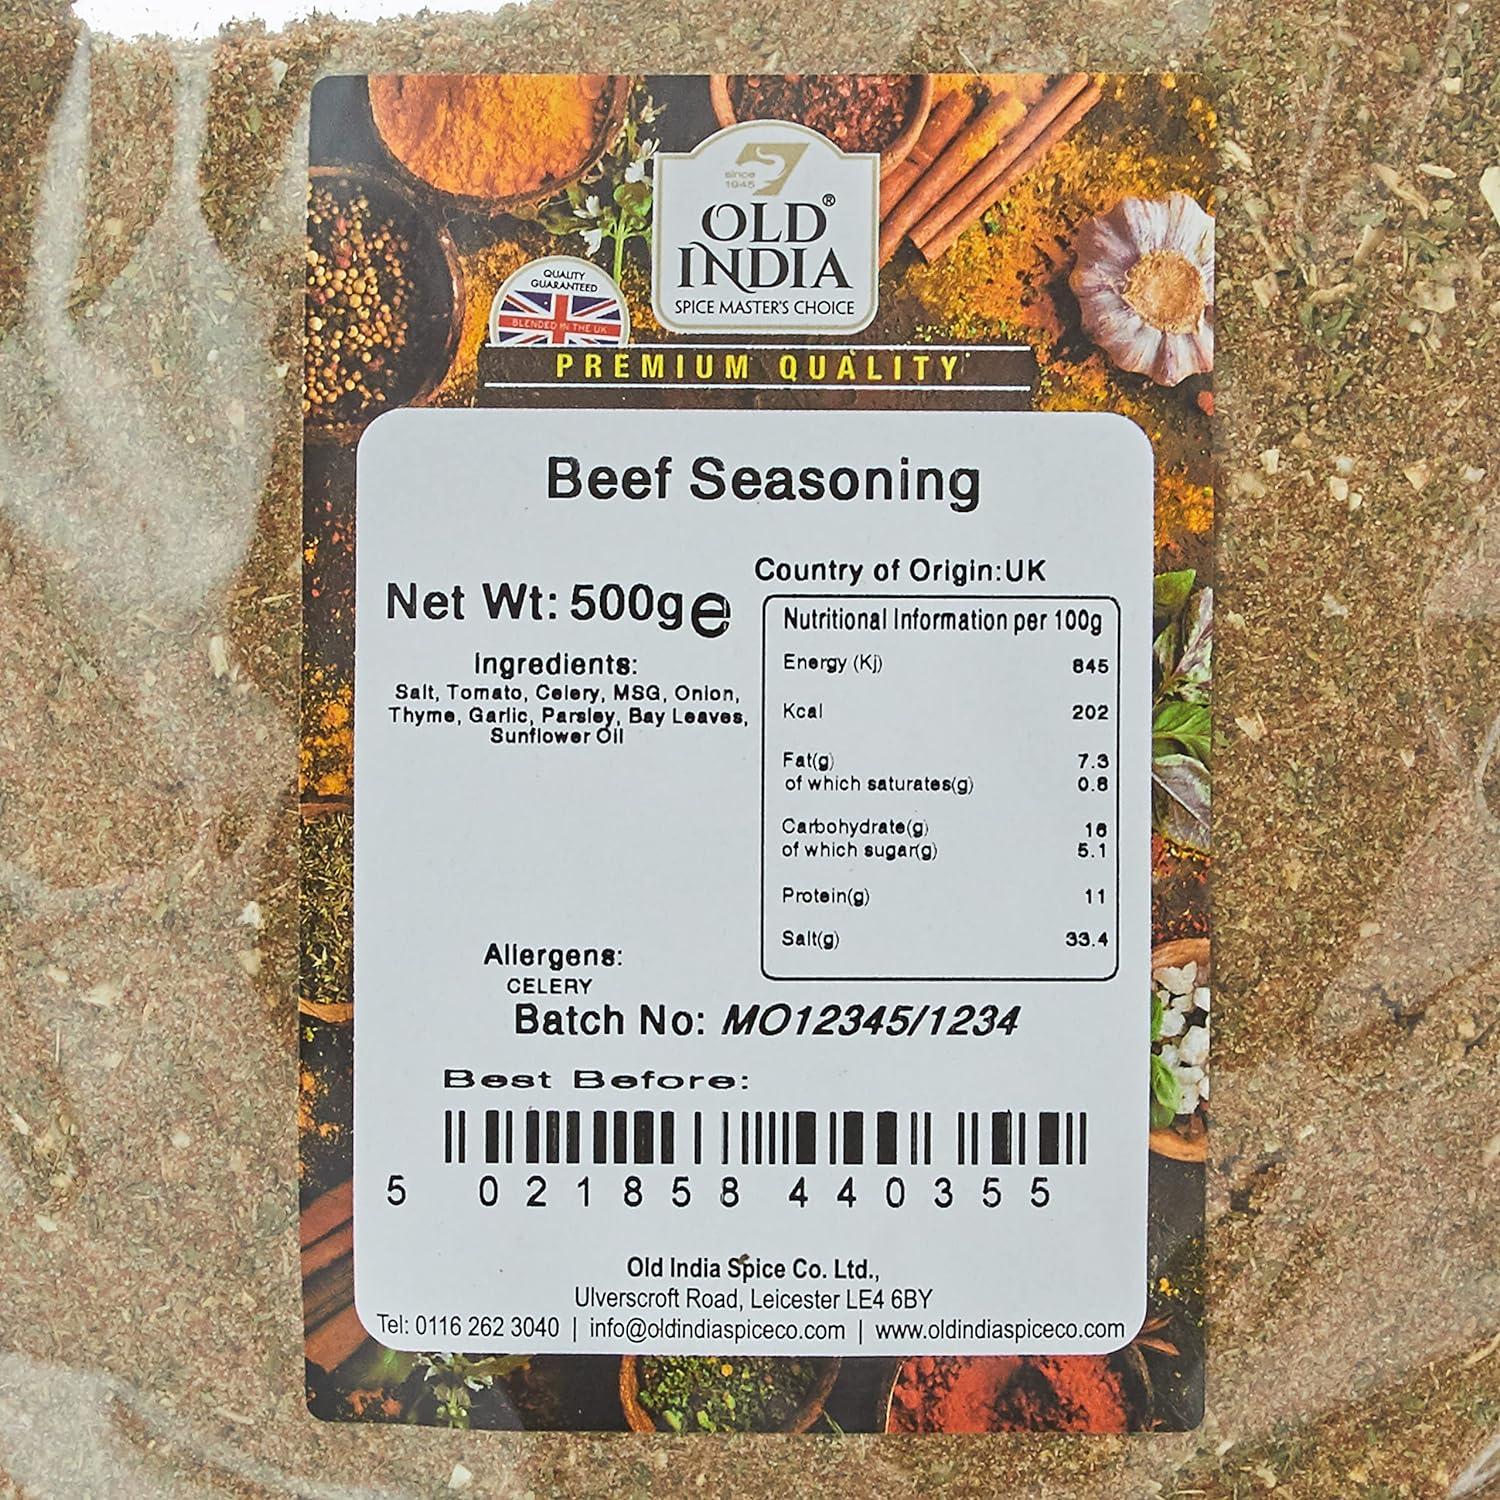 since
1945
OLD®
INDIA
SPICE MASTER'S CHOICE
QUALITY
GUARANTEED
BLENDED IN THE UK
PREMIUM QUALITY
Beef Seasoning
Country of Origin:UK
Net Wt: 500g℮
Ingredients:
Salt, Tomato, Celery, MSG, Onion,
Thyme, Garlic, Parsley, Bay Leaves,
Sunflower Oil
Nutritional Information per 100g
Energy (Kj) 845
Kcal 202
Fat(g) 7.3
of which saturates(g) 0.8
Carbohydrate(g) 16
of which sugar(g) 5.1
Protein(g) 11
Salt(g) 33.4
Allergens:
CELERY
Batch No: MO12345/1234
Best Before:
5 021858 440355
Old India Spice Co. Ltd.,
Ulverscroft Road, Leicester LE4 6BY
Tel: 0116 262 3040 | info@oldindiaspiceco.com | www.oldindiaspiceco.com